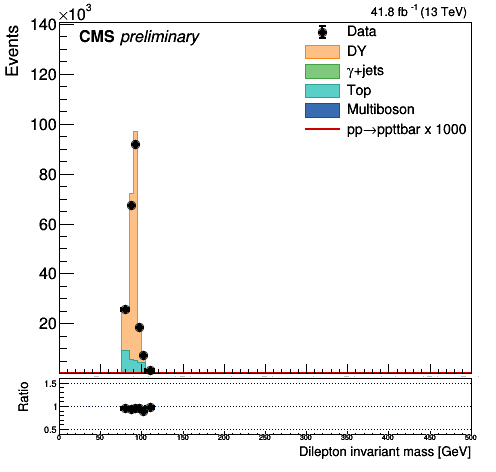 ×10³
41.8 fb⁻¹ (13 TeV)
CMS preliminary
Events
140
120
100
80
60
40
20
Data
DY
γ+jets
Top
Multiboson
pp→ppttbar x 1000
Ratio
1.5
1
0.5
0 50 100 150 200 250 300 350 400 450 500
Dilepton invariant mass [GeV]